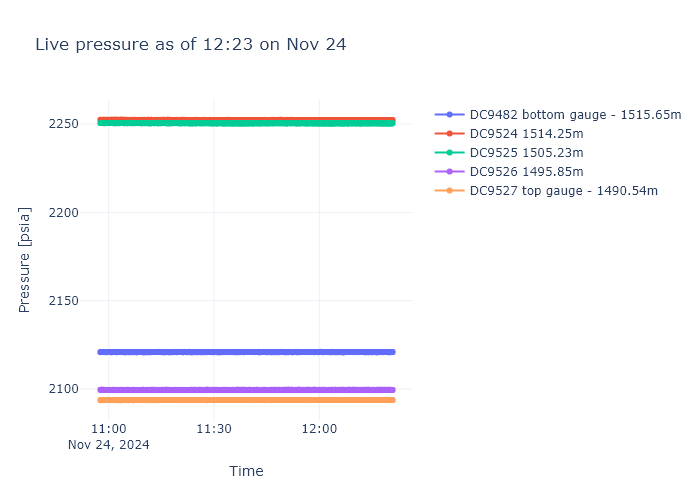 Live pressure as of 12:23 on Nov 24
DC9482 bottom gauge - 1515.65m
DC9524 1514.25m
DC9525 1505.23m
DC9526 1495.85m
DC9527 top gauge - 1490.54m
Pressure [psia]
2250
2200
2150
2100
11:00
Nov 24, 2024
11:30
12:00
Time